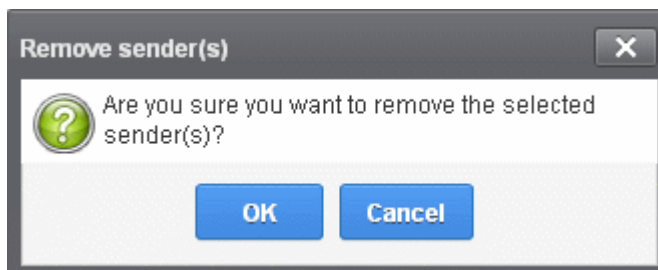 Remove sender(s)
Are you sure you want to remove the selected
sender(s)?
OK
Cancel